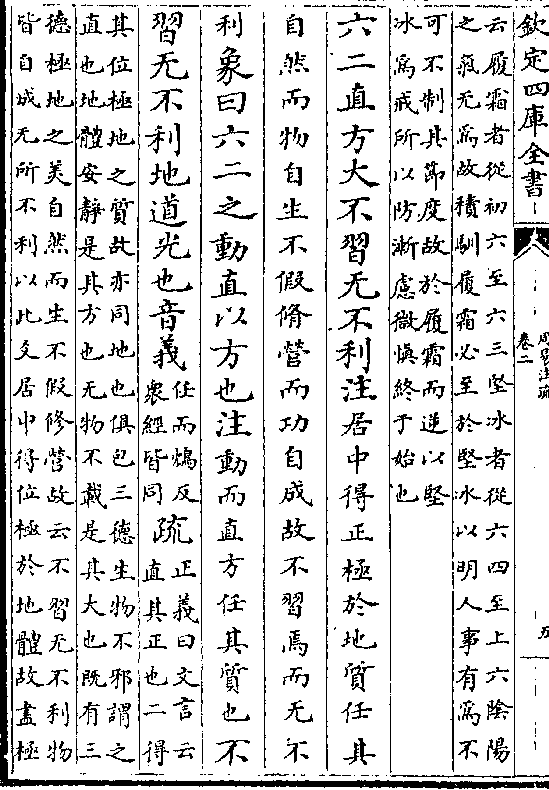 欽定四庫全書
周易注疏
卷二
五
云履霜者從初六至六三堅冰者從六四至上六陰陽
之氣无為故積馴履霜必至於堅冰以明人事有為不
可不制其節度故於履霜而逆以堅
冰為戒所以防漸慮微慎終于始也
六二直方大不習无不利注居中得正極於地質任其
自然而物自生不假脩營而功自成故不習焉而无不
利象曰六二之動直以方也注動而直方任其質也不
習无不利地道光也音義任而鴆反
眾經皆同
疏正義曰文言云
直其正也二得
其位極地之質故亦同地也俱包三德生物不邪謂之
直也地體安靜是其方也无物不載是其大也既有三
德極地之美自然而生不假修營故云不習无不利物
皆自成无所不利以此爻居中得位極於地體故盡極